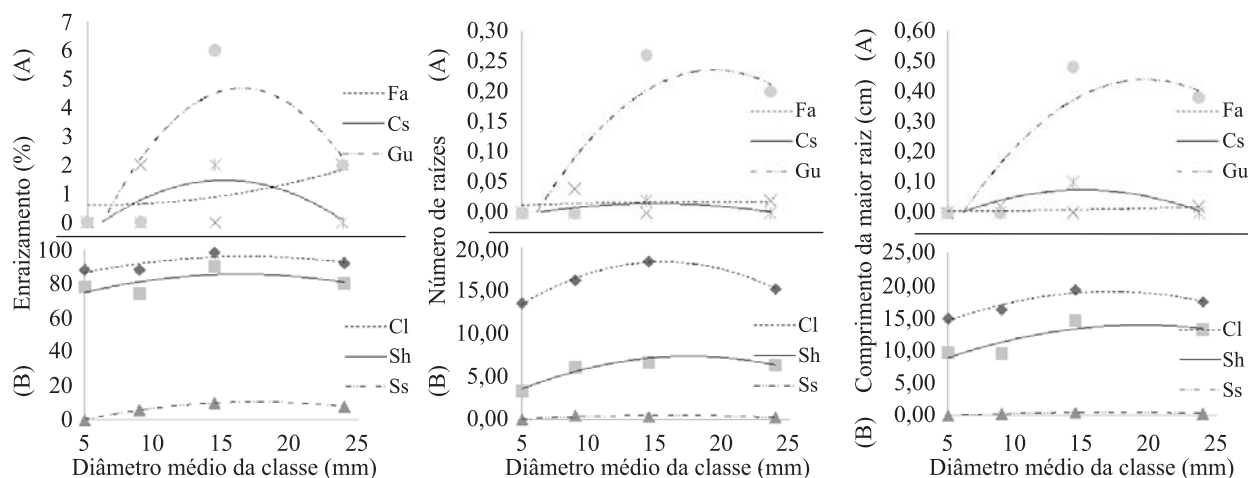 Enraizamento (%)
(A)
7
6
5
4
3
2
1
0
Fa
Cs
Gu
(B)
100
80
60
40
20
0
Cl
Sh
Ss
5 10 15 20 25
Diâmetro médio da classe (mm)
Número de raízes
(A)
0,30
0,25
0,20
0,15
0,10
0,05
0,00
Fa
Cs
Gu
(B)
20,00
15,00
10,00
5,00
0,00
Cl
Sh
Ss
5 10 15 20 25
Diâmetro médio da classe (mm)
Comprimento da maior raiz (cm)
(A)
0,60
0,50
0,40
0,30
0,20
0,10
0,00
Fa
Cs
Gu
(B)
25,00
20,00
15,00
10,00
5,00
0,00
Cl
Sh
Ss
5 10 15 20 25
Diâmetro médio da classe (mm)